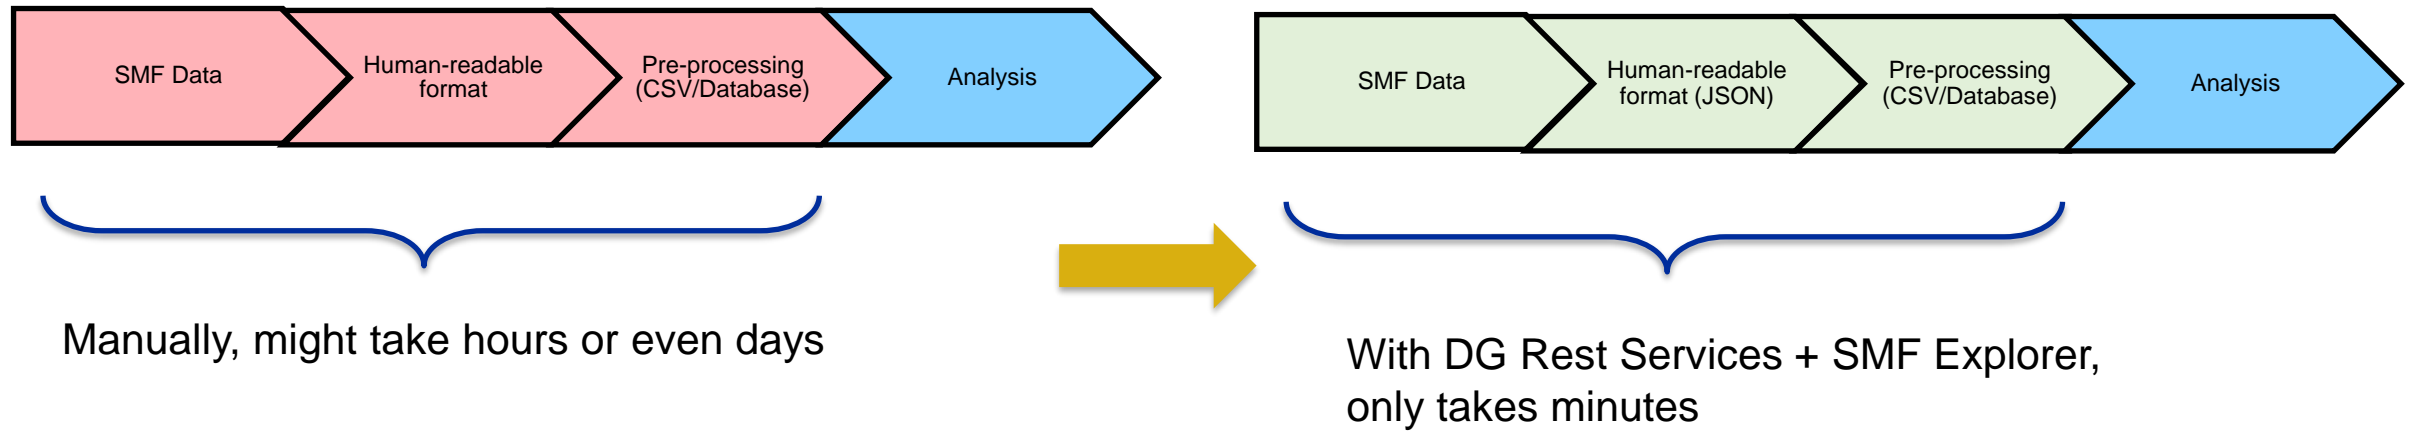 SMF Data
Human-readable
format
Pre-processing
(CSV/Database)
Analysis
Manually, might take hours or even days
SMF Data
Human-readable
format (JSON)
Pre-processing
(CSV/Database)
Analysis
With DG Rest Services + SMF Explorer,
only takes minutes